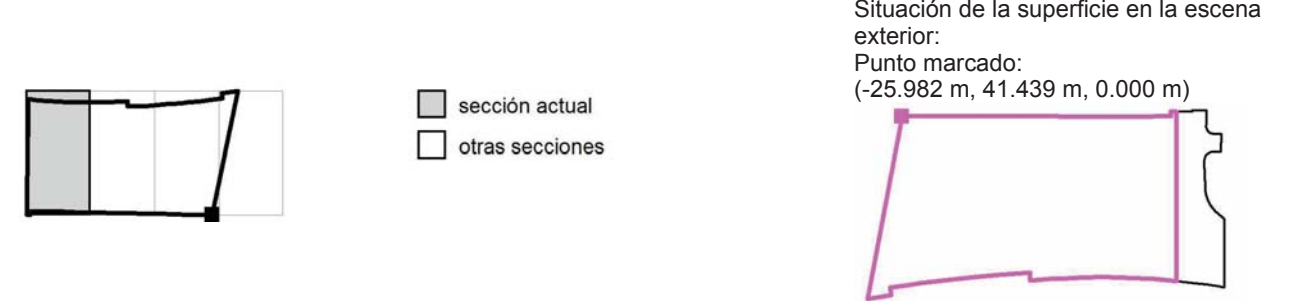 Situación de la superficie en la escena
exterior:
Punto marcado:
(-25.982 m, 41.439 m, 0.000 m)
sección actual
otras secciones